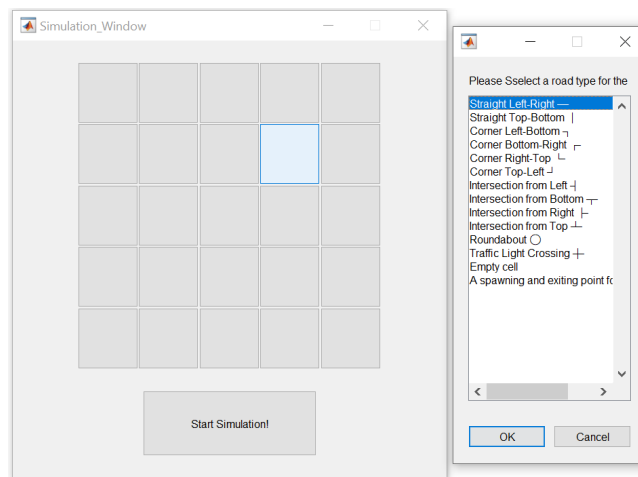 Simulation_Window
Start Simulation!
Please Sselect a road type for the
Straight Left-Right —
Straight Top-Bottom │
Corner Left-Bottom ┐
Corner Bottom-Right ┌
Corner Right-Top └
Corner Top-Left ┘
Intersection from Left ┤
Intersection from Bottom ┬
Intersection from Right ├
Intersection from Top ┴
Roundabout ◯
Traffic Light Crossing ┼
Empty cell
A spawning and exiting point fo
OK
Cancel